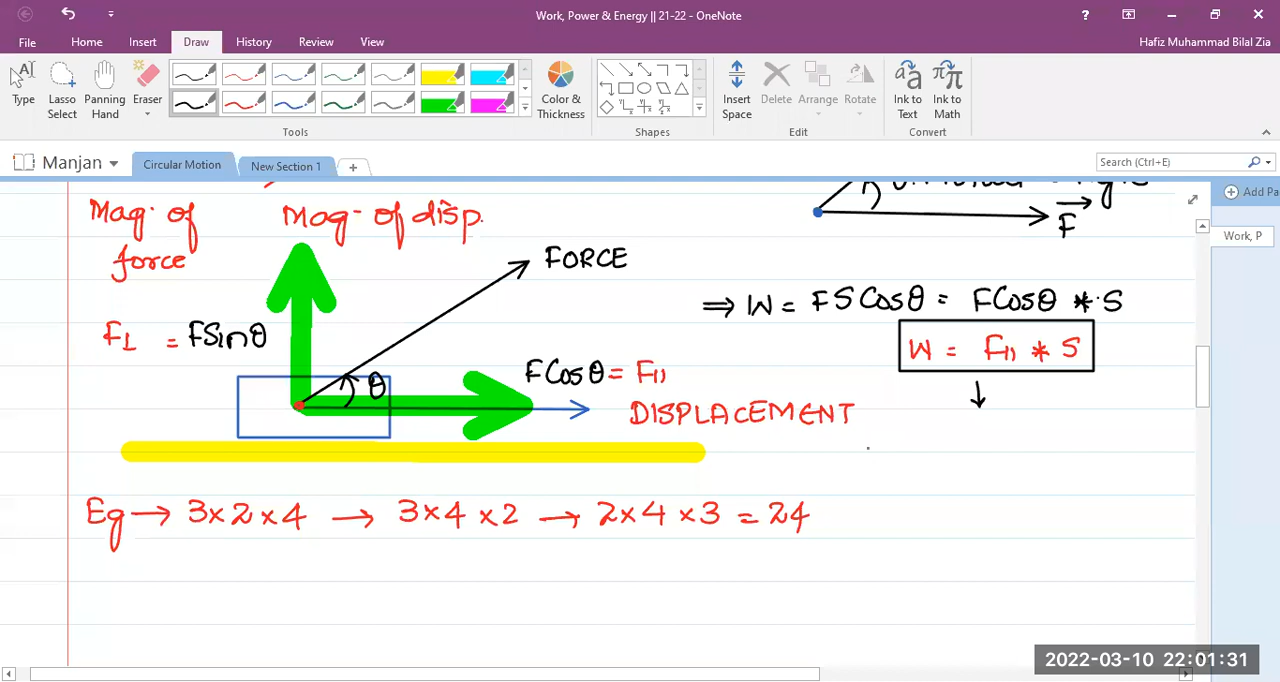 Work, Power & Energy || 21-22 - OneNote
File Home Insert Draw History Review View
Hafiz Muhammad Bilal Zia
Type
Lasso Select
Panning Hand
Eraser
Color & Thickness
Insert Space
Delete
Arrange
Rotate
Ink to Text
Ink to Math
Tools
Shapes
Edit
Convert
Manjan
Circular Motion
New Section 1
Search (Ctrl+E)
Add Pa
Work, P
Mag. of force
Mag. of disp.
F
FORCE
⇒ W = FSCosθ = FCosθ * S
F⊥ = FSinθ
W = F₁₁ * S
θ
FCosθ = F₁₁
DISPLACEMENT
Eg → 3×2×4 → 3×4×2 → 2×4×3 = 24
2022-03-10 22:01:31